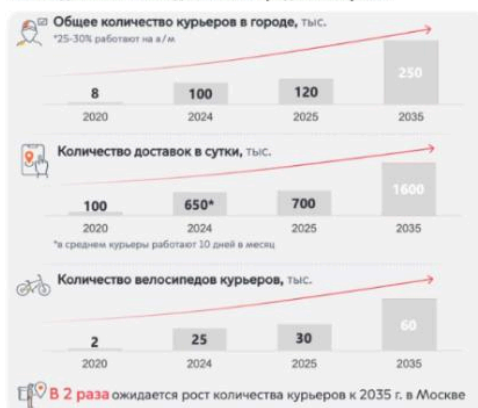 Общее количество курьеров в городе, тыс.
*25-30% работают на а/м
8 100 120 250
2020 2024 2025 2035
Количество доставок в сутки, тыс.
100 650* 700 1600
2020 2024 2025 2035
*в среднем курьеры работают 10 дней в месяц
Количество велосипедов курьеров, тыс.
2 25 30 60
2020 2024 2025 2035
В 2 раза ожидается рост количества курьеров к 2035 г. в Москве